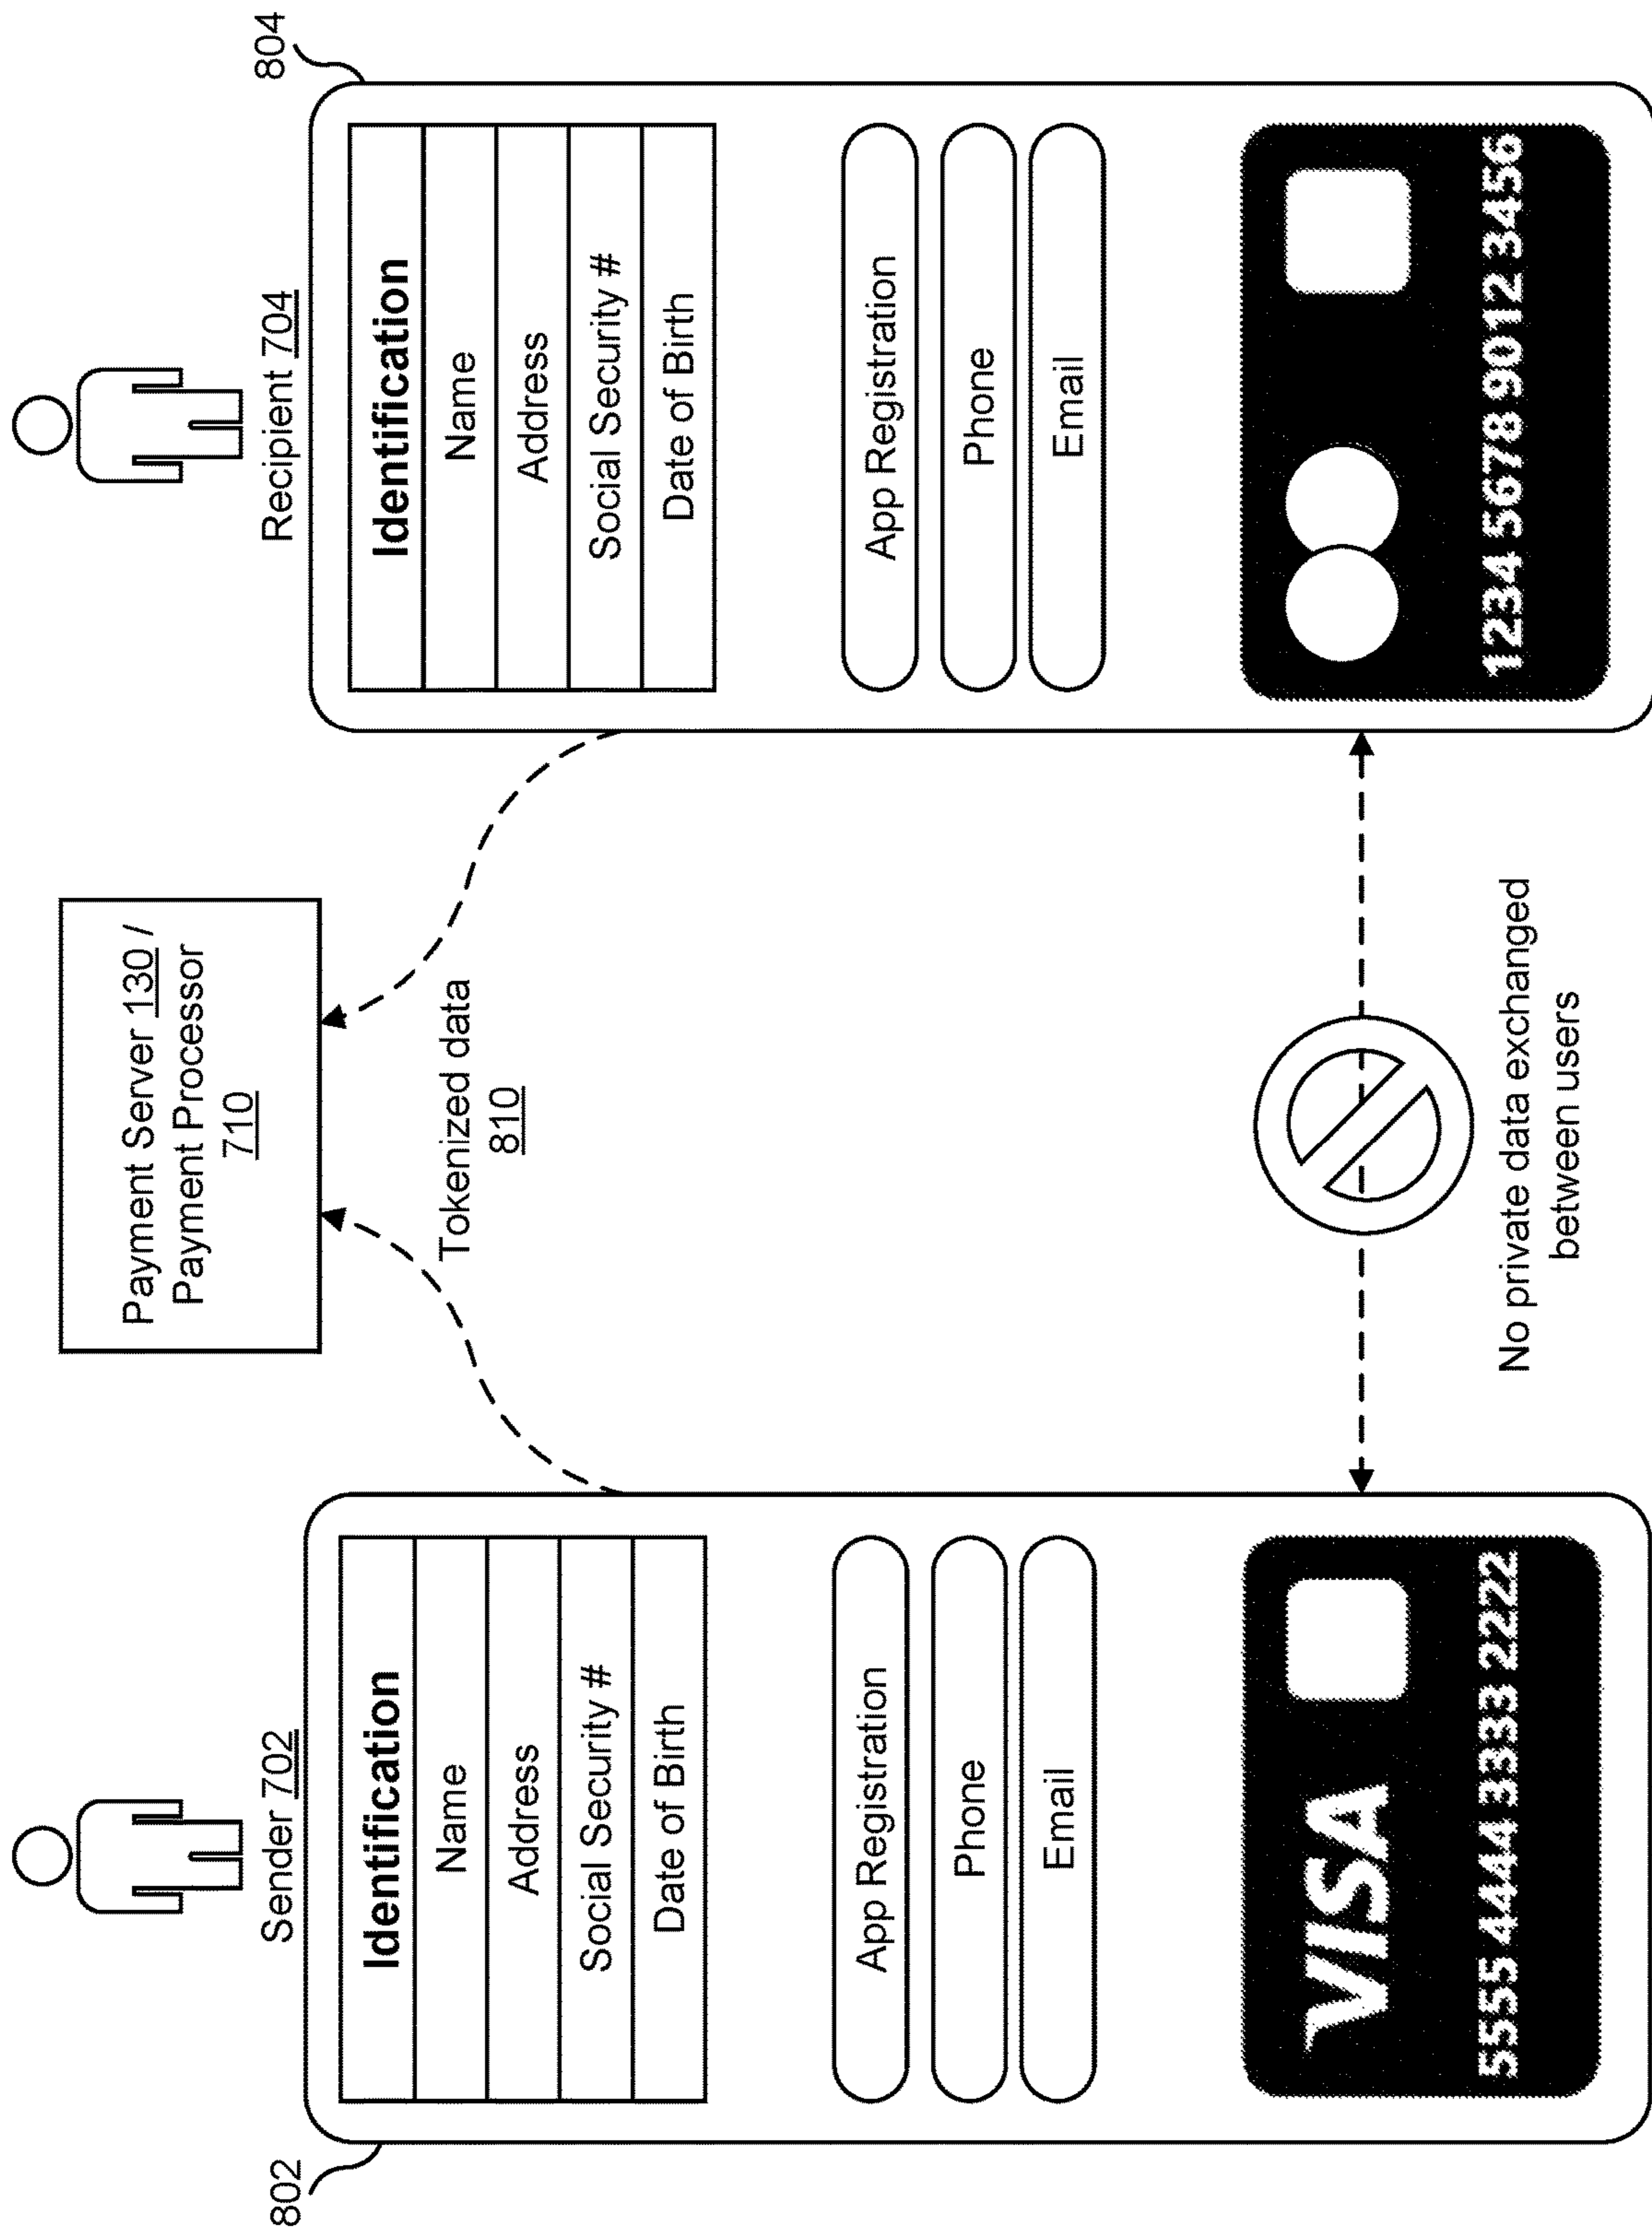 Sender 702
802
Identification
Name
Address
Social Security #
Date of Birth
App Registration
Phone
Email
VISA
5555 4444 3333 2222
Payment Server 130 /
Payment Processor
710
Tokenized data
810
No private data exchanged
between users
Recipient 704
804
Identification
Name
Address
Social Security #
Date of Birth
App Registration
Phone
Email
1234 5678 9012 3456